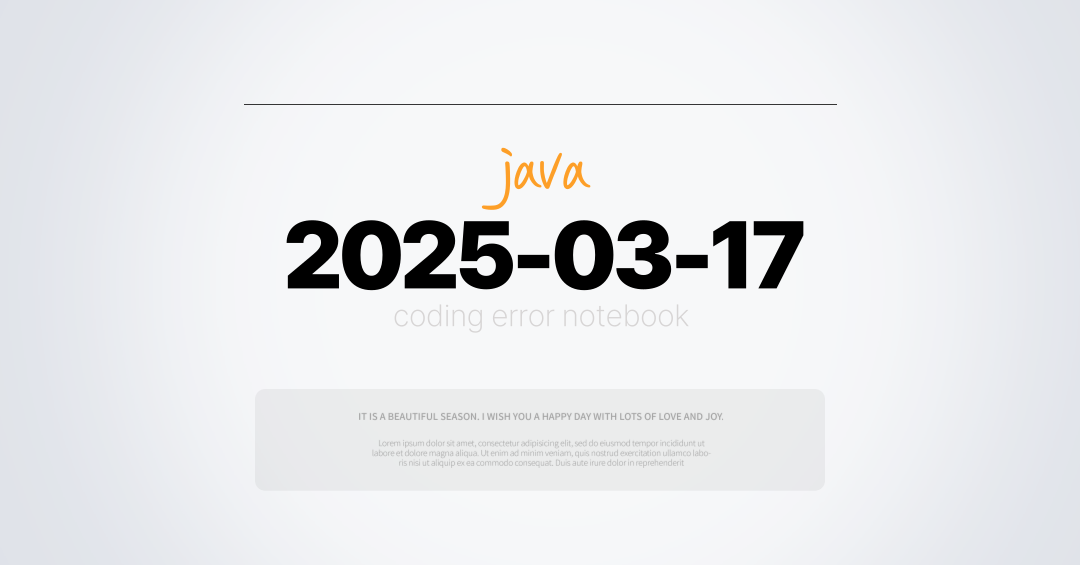 java
2025-03-17
coding error notebook
IT IS A BEAUTIFUL SEASON. I WISH YOU A HAPPY DAY WITH LOTS OF LOVE AND JOY.
Lorem ipsum dolor sit amet, consectetur adipisicing elit, sed do eiusmod tempor incididunt ut
labore et dolore magna aliqua. Ut enim ad minim veniam, quis nostrud exercitation ullamco labo-
ris nisi ut aliquip ex ea commodo consequat. Duis aute irure dolor in reprehenderit